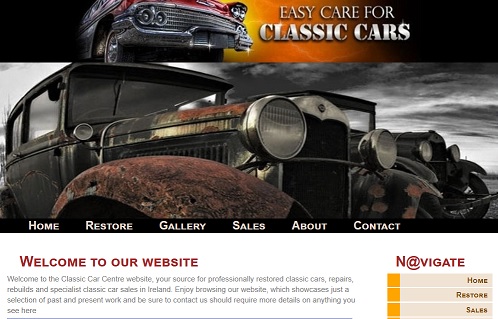 EASY CARE FOR
CLASSIC CARS
HOME RESTORE GALLERY SALES ABOUT CONTACT
WELCOME TO OUR WEBSITE
Welcome to the Classic Car Centre website, your source for professionally restored classic cars, repairs,
rebuilds and specialist classic car sales in Ireland. Enjoy browsing our website, which showcases just a
selection of past and present work and be sure to contact us should require more details on anything you
see here
N@VIGATE
HOME
RESTORE
SALES